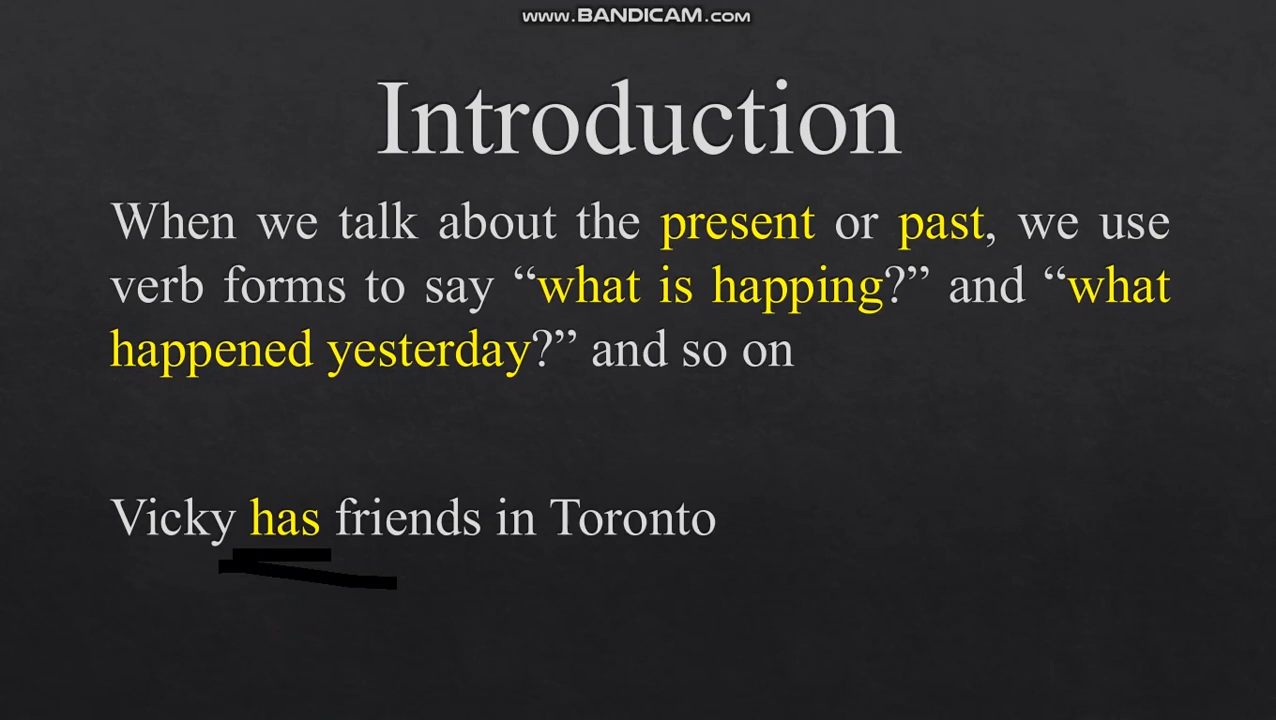 www.BANDICAM.com
Introduction
When we talk about the present or past, we use
verb forms to say “what is happing?” and “what
happened yesterday?” and so on
Vicky has friends in Toronto